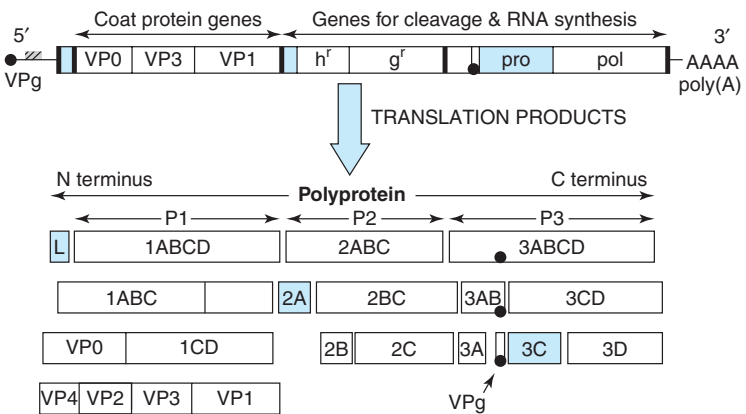 Coat protein genes Genes for cleavage & RNA synthesis
5′ 3′
VP0 VP3 VP1 hʳ gʳ pro pol AAAA
VPg poly(A)
TRANSLATION PRODUCTS
N terminus C terminus
Polyprotein
P1 P2 P3
L 1ABCD 2ABC 3ABCD
1ABC 2A 2BC 3AB 3CD
VP0 1CD 2B 2C 3A 3C 3D
VP4 VP2 VP3 VP1 VPg